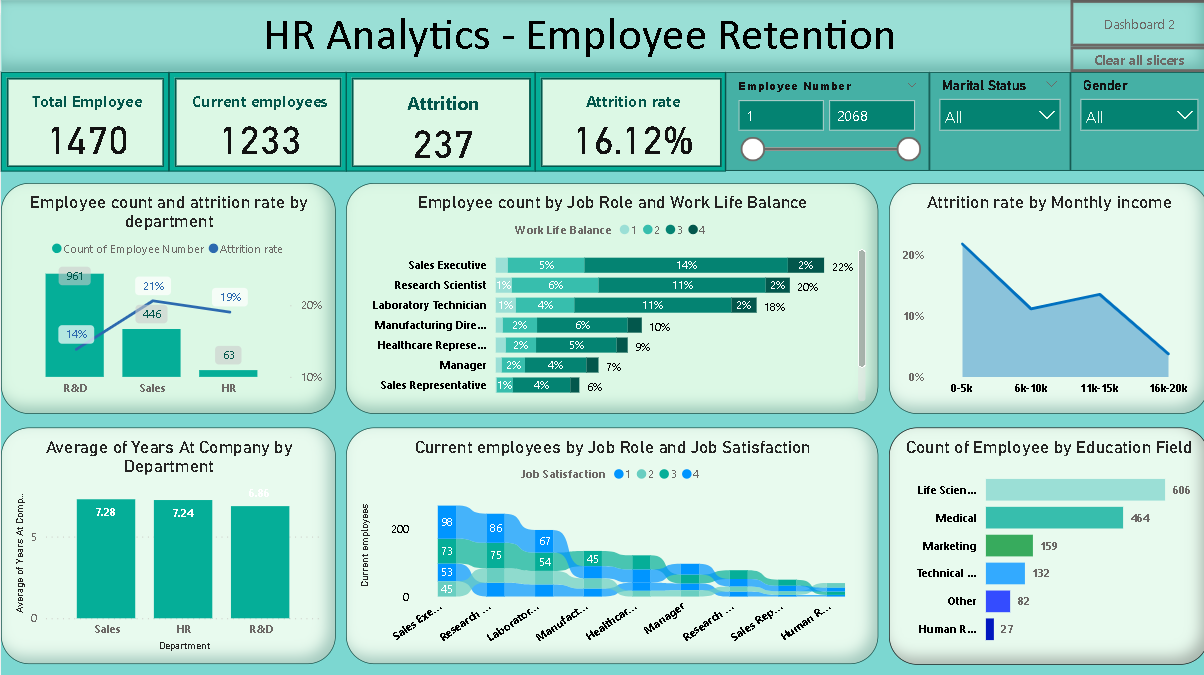 HR Analytics - Employee Retention
Dashboard 2
Clear all slicers
Total Employee
1470
Current employees
1233
Attrition
237
Attrition rate
16.12%
Employee Number
1
2068
Marital Status
All
Gender
All
Employee count and attrition rate by
department
Count of Employee Number
Attrition rate
961
21%
446
19%
14%
63
20%
10%
R&D
Sales
HR
Employee count by Job Role and Work Life Balance
Work Life Balance 1 2 3 4
Sales Executive 5% 14% 2% 22%
Research Scientist 1% 6% 11% 2% 20%
Laboratory Technician 1% 4% 11% 2% 18%
Manufacturing Dire... 2% 6% 10%
Healthcare Represe... 2% 5% 9%
Manager 2% 4% 7%
Sales Representative 1% 4% 6%
Attrition rate by Monthly income
20%
10%
0%
0-5k
6k-10k
11k-15k
16k-20k
Average of Years At Company by
Department
Average of Years At Comp...
5
0
7.28
7.24
6.86
Sales
HR
R&D
Department
Current employees by Job Role and Job Satisfaction
Job Satisfaction 1 2 3 4
Current employees
200
0
98
73
53
45
86
75
67
54
45
Sales Exe...
Research ...
Laborator...
Manufact...
Healthcar...
Manager
Research ...
Sales Rep...
Human R...
Count of Employee by Education Field
Life Scien... 606
Medical 464
Marketing 159
Technical ... 132
Other 82
Human R... 27